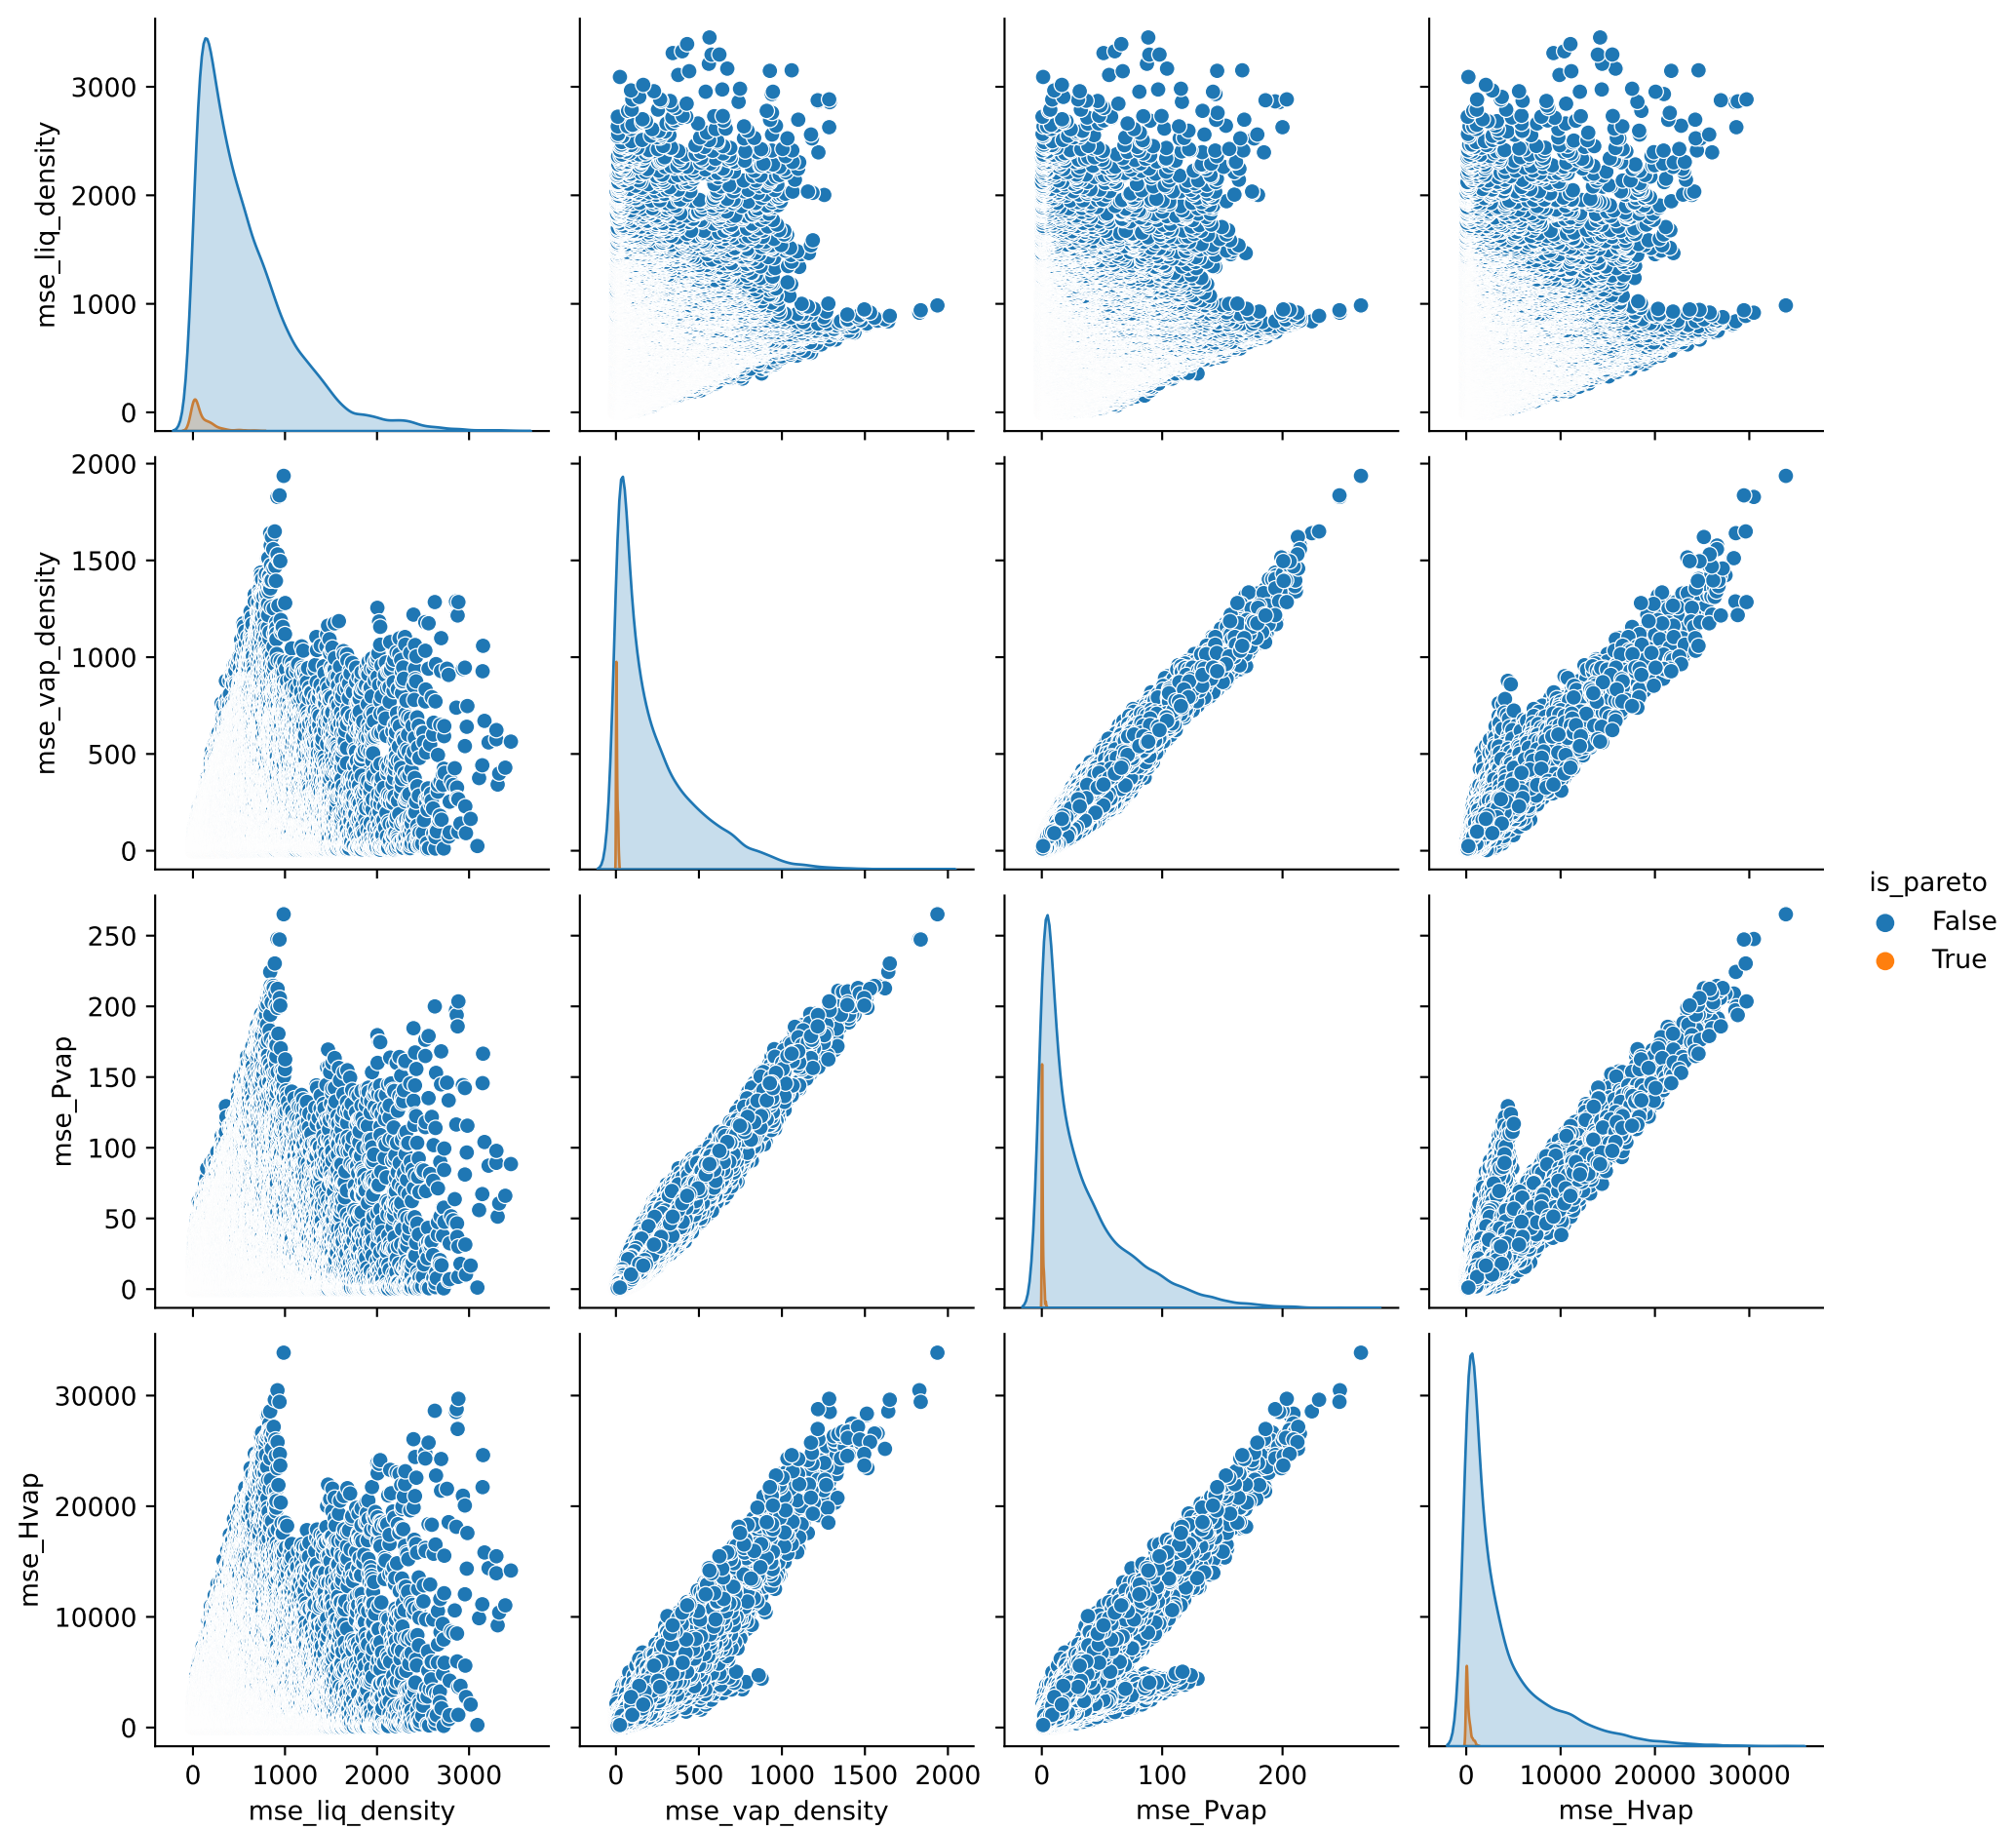 mse_liq_density
3000
2000
1000
0
mse_vap_density
2000
1500
1000
500
0
mse_Pvap
250
200
150
100
50
0
mse_Hvap
30000
20000
10000
0
0 1000 2000 3000
mse_liq_density
0 500 1000 1500 2000
mse_vap_density
0 100 200
mse_Pvap
0 10000 20000 30000
mse_Hvap
is_pareto
False
True